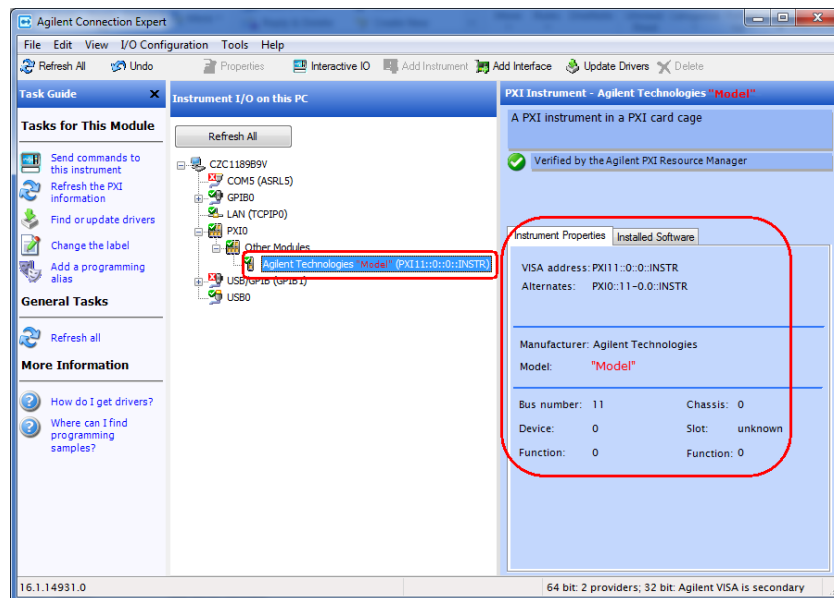 Agilent Connection Expert
File Edit View I/O Configuration Tools Help
Refresh All Undo Properties Interactive IO Add Instrument Add Interface Update Drivers Delete
Task Guide X
Tasks for This Module
Send commands to
this instrument
Refresh the PXI
information
Find or update drivers
Change the label
Add a programming
alias
General Tasks
Refresh all
More Information
How do I get drivers?
Where can I find
programming
samples?
Instrument I/O on this PC
Refresh All
CZC1189B9V
COM5 (ASRL5)
GPIB0
LAN (TCPIP0)
PXI0
Other Modules
Agilent Technologies "Model" (PXI11::0::0::INSTR)
USB/GPIB (GPIB1)
USB0
PXI Instrument - Agilent Technologies "Model"
A PXI instrument in a PXI card cage
Verified by the Agilent PXI Resource Manager
Instrument Properties Installed Software
VISA address: PXI11::0::0::INSTR
Alternates: PXI0::11-0.0::INSTR
Manufacturer: Agilent Technologies
Model: "Model"
Bus number: 11 Chassis: 0
Device: 0 Slot: unknown
Function: 0 Function: 0
16.1.14931.0
64 bit: 2 providers; 32 bit: Agilent VISA is secondary